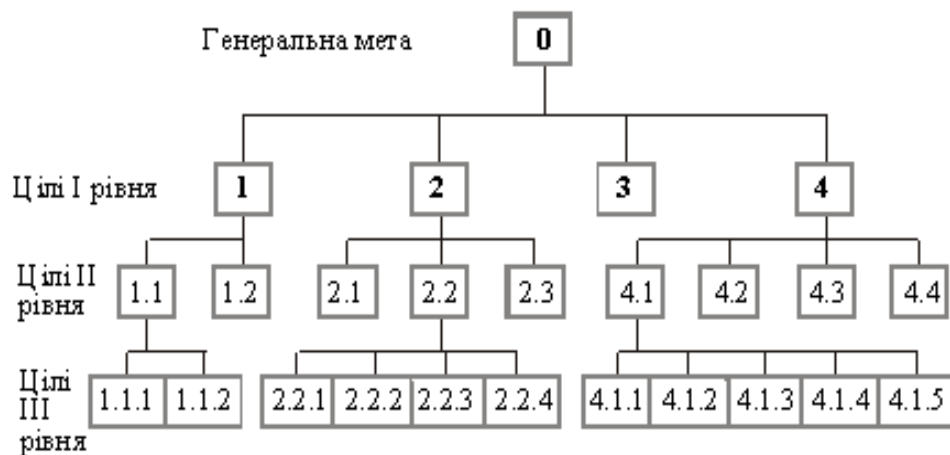 Генеральна мета 0
Цілі І рівня 1 2 3 4
Цілі ІІ
рівня
1.1 1.2 2.1 2.2 2.3 4.1 4.2 4.3 4.4
Цілі
ІІІ
рівня
1.1.1 1.1.2 2.2.1 2.2.2 2.2.3 2.2.4 4.1.1 4.1.2 4.1.3 4.1.4 4.1.5